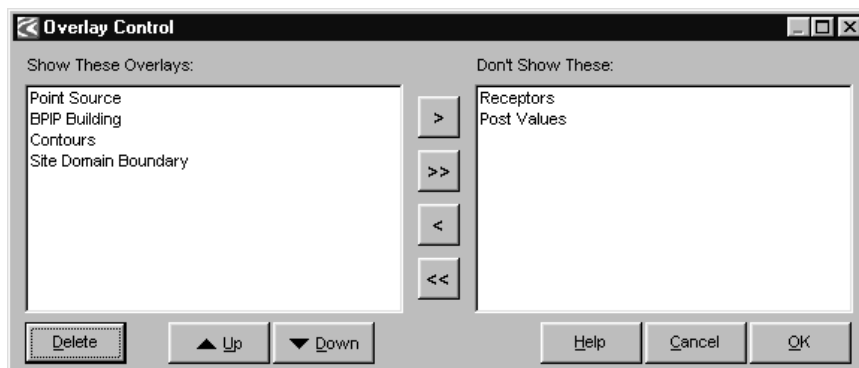 Overlay Control
Show These Overlays:
Don't Show These:
Point Source
BPIP Building
Contours
Site Domain Boundary
Receptors
Post Values
>
>>
<
<<
Delete
Up
Down
Help
Cancel
OK